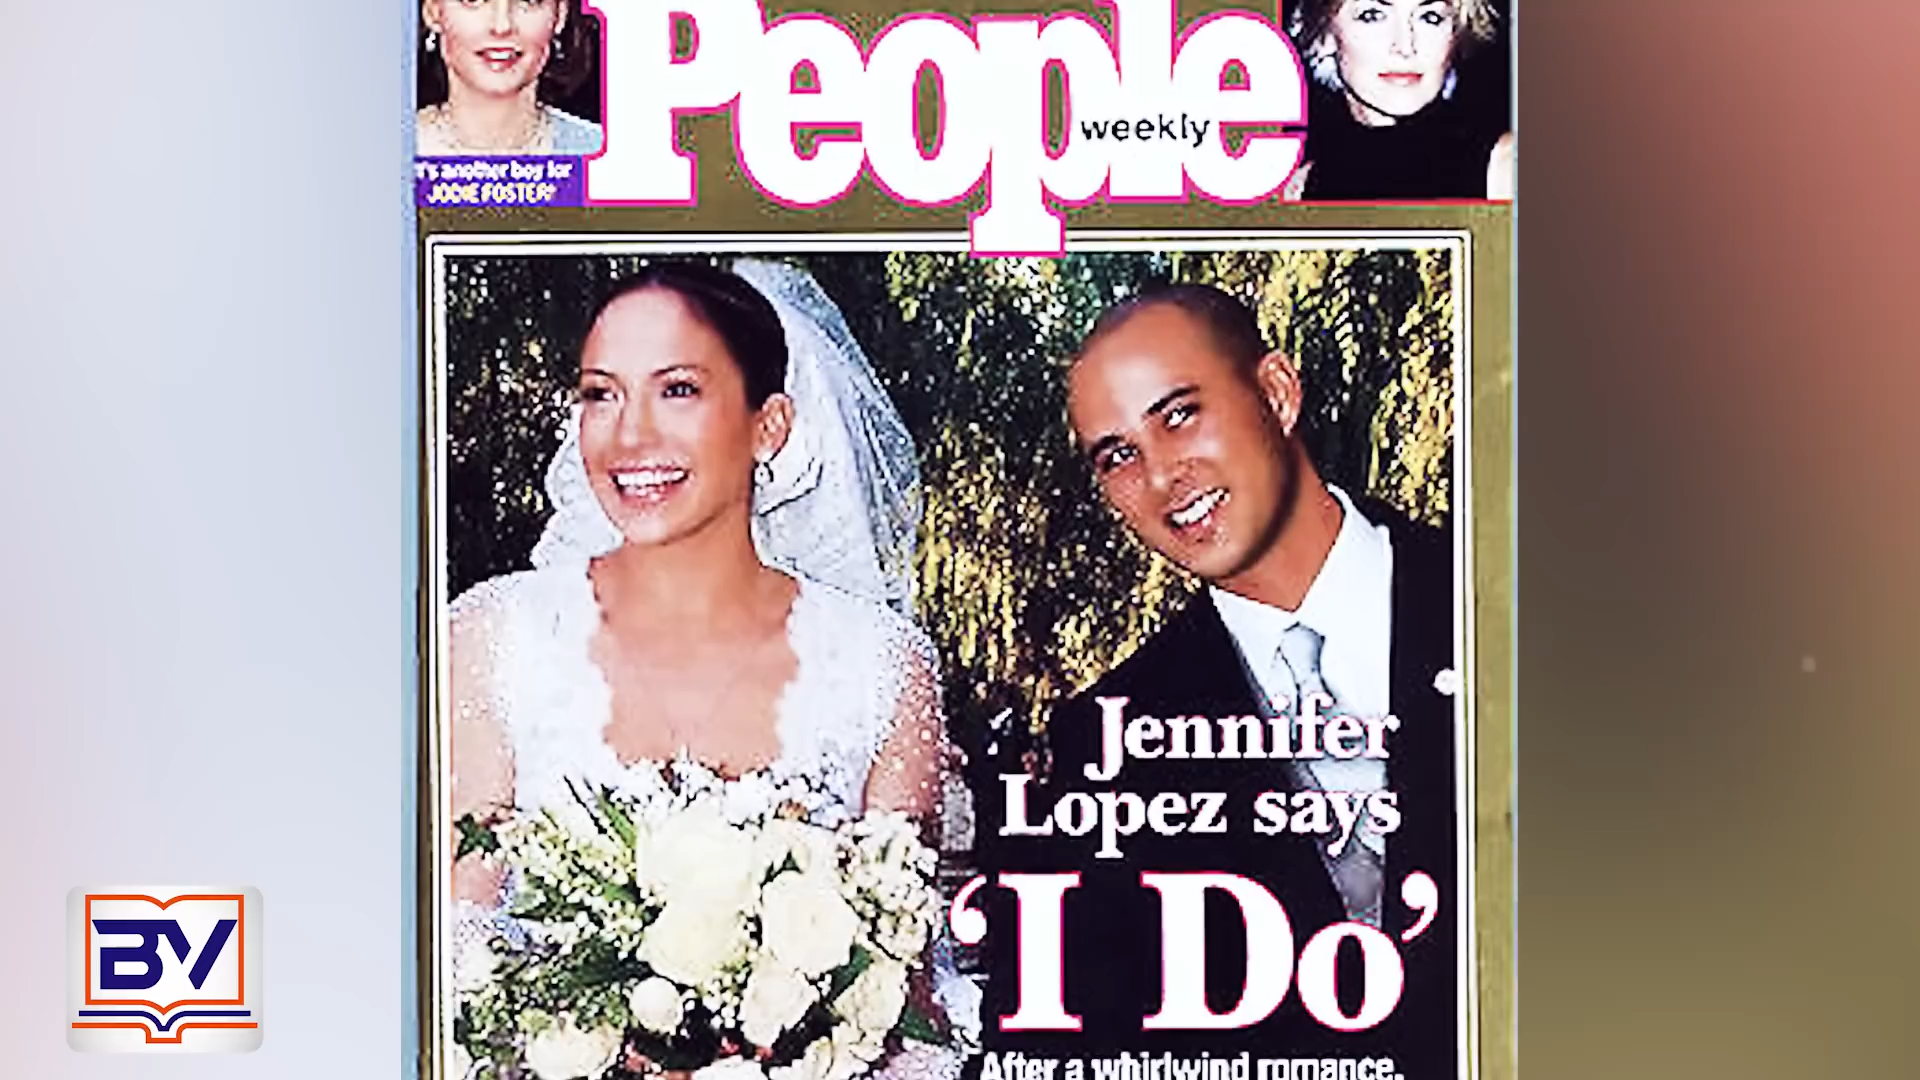 People
weekly
's another boy for
JODIE FOSTER!
Jennifer
Lopez says
'I Do'
After a whirlwind romance,
BV